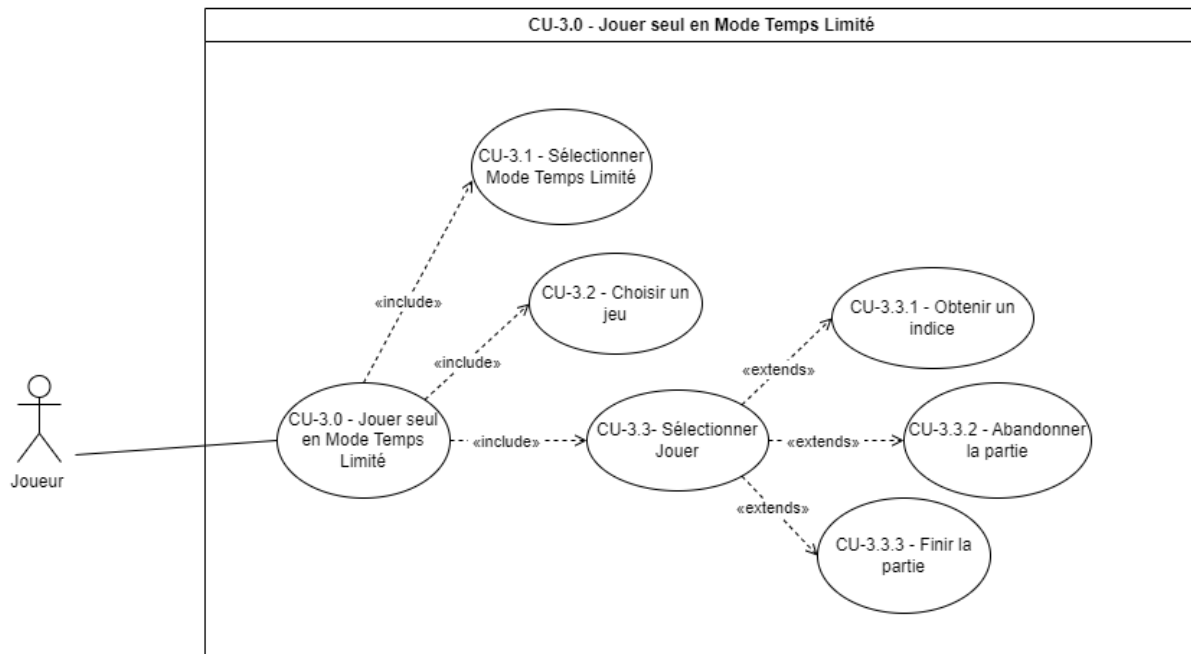 CU-3.0 - Jouer seul en Mode Temps Limité
CU-3.1 - Sélectionner
Mode Temps Limité
«include»
CU-3.2 - Choisir un
jeu
«include»
CU-3.3.1 - Obtenir un
indice
«extends»
Joueur
CU-3.0 - Jouer seul
en Mode Temps
Limité
«include»
CU-3.3- Sélectionner
Jouer
«extends»
CU-3.3.2 - Abandonner
la partie
«extends»
CU-3.3.3 - Finir la
partie